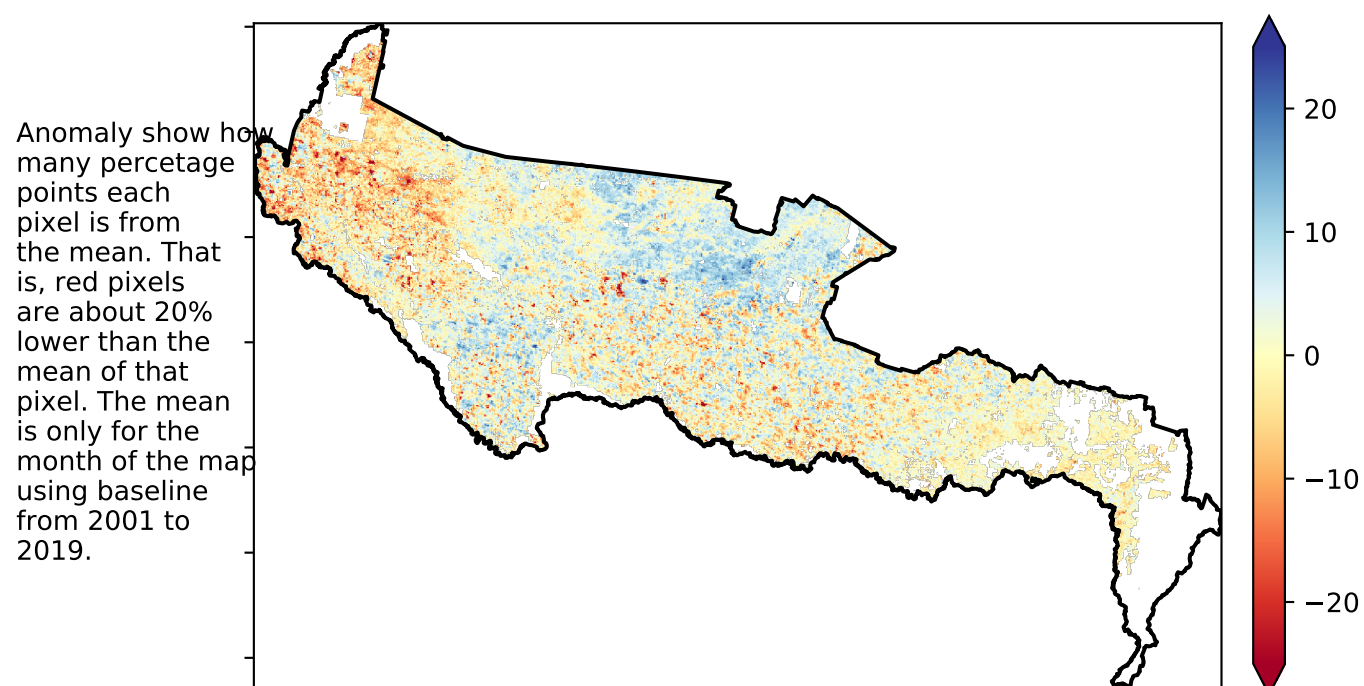 Anomaly show how
many percetage
points each
pixel is from
the mean. That
is, red pixels
are about 20%
lower than the
mean of that
pixel. The mean
is only for the
month of the map
using baseline
from 2001 to
2019.
20
10
0
−10
−20